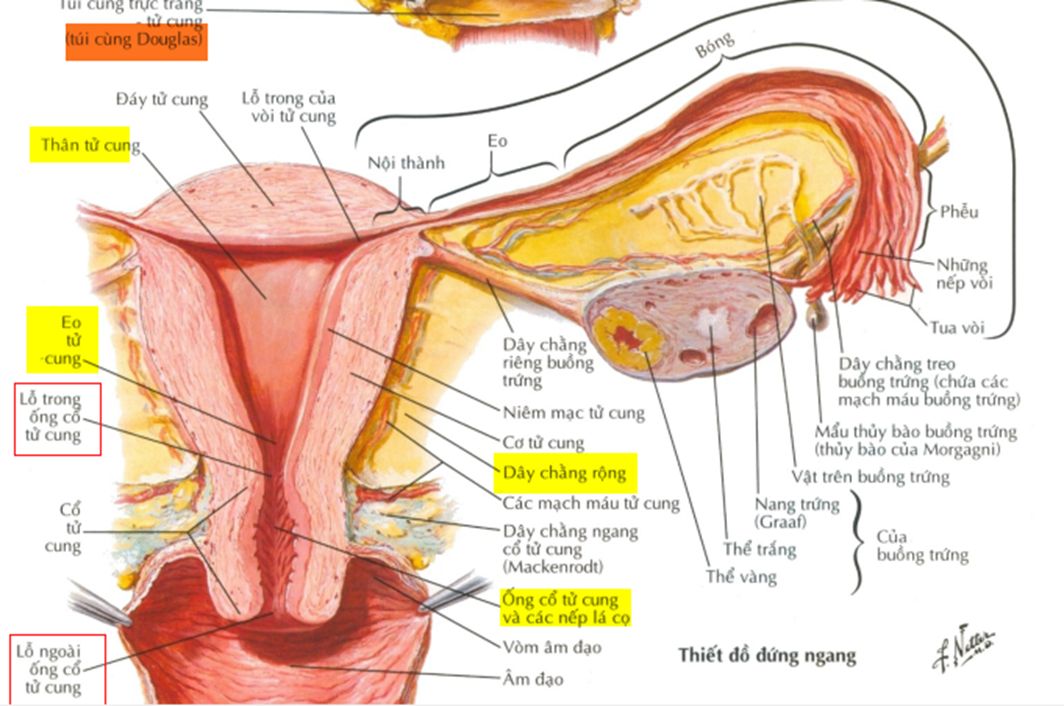 Túi cùng trực tràng
- tử cung
(túi cùng Douglas)
Bóng
Đáy tử cung
Lỗ trong của
vòi tử cung
Thân tử cung
Eo
Nội thành
Phễu
Những
nếp vòi
Tua vòi
Eo
tử
-cung
Dây chằng
riêng buồng
trứng
Dây chằng treo
buồng trứng (chứa các
mạch máu buồng trứng)
Lỗ trong
ống cổ
tử cung
Niêm mạc tử cung
Cơ tử cung
Mẩu thủy bào buồng trứng
(thủy bào của Morgagni)
Dây chằng rộng
Vật trên buồng trứng
Các mạch máu tử cung
Nang trứng
(Graaf)
Cổ
tử
cung
Dây chằng ngang
cổ tử cung
(Mackenrodt)
Thể trắng
Của
buồng trứng
Thể vàng
Ống cổ tử cung
và các nếp lá cọ
Vòm âm đạo
Lỗ ngoài
ống cổ
tử cung
Âm đạo
Thiết đồ đứng ngang
F. Netter
M.D.